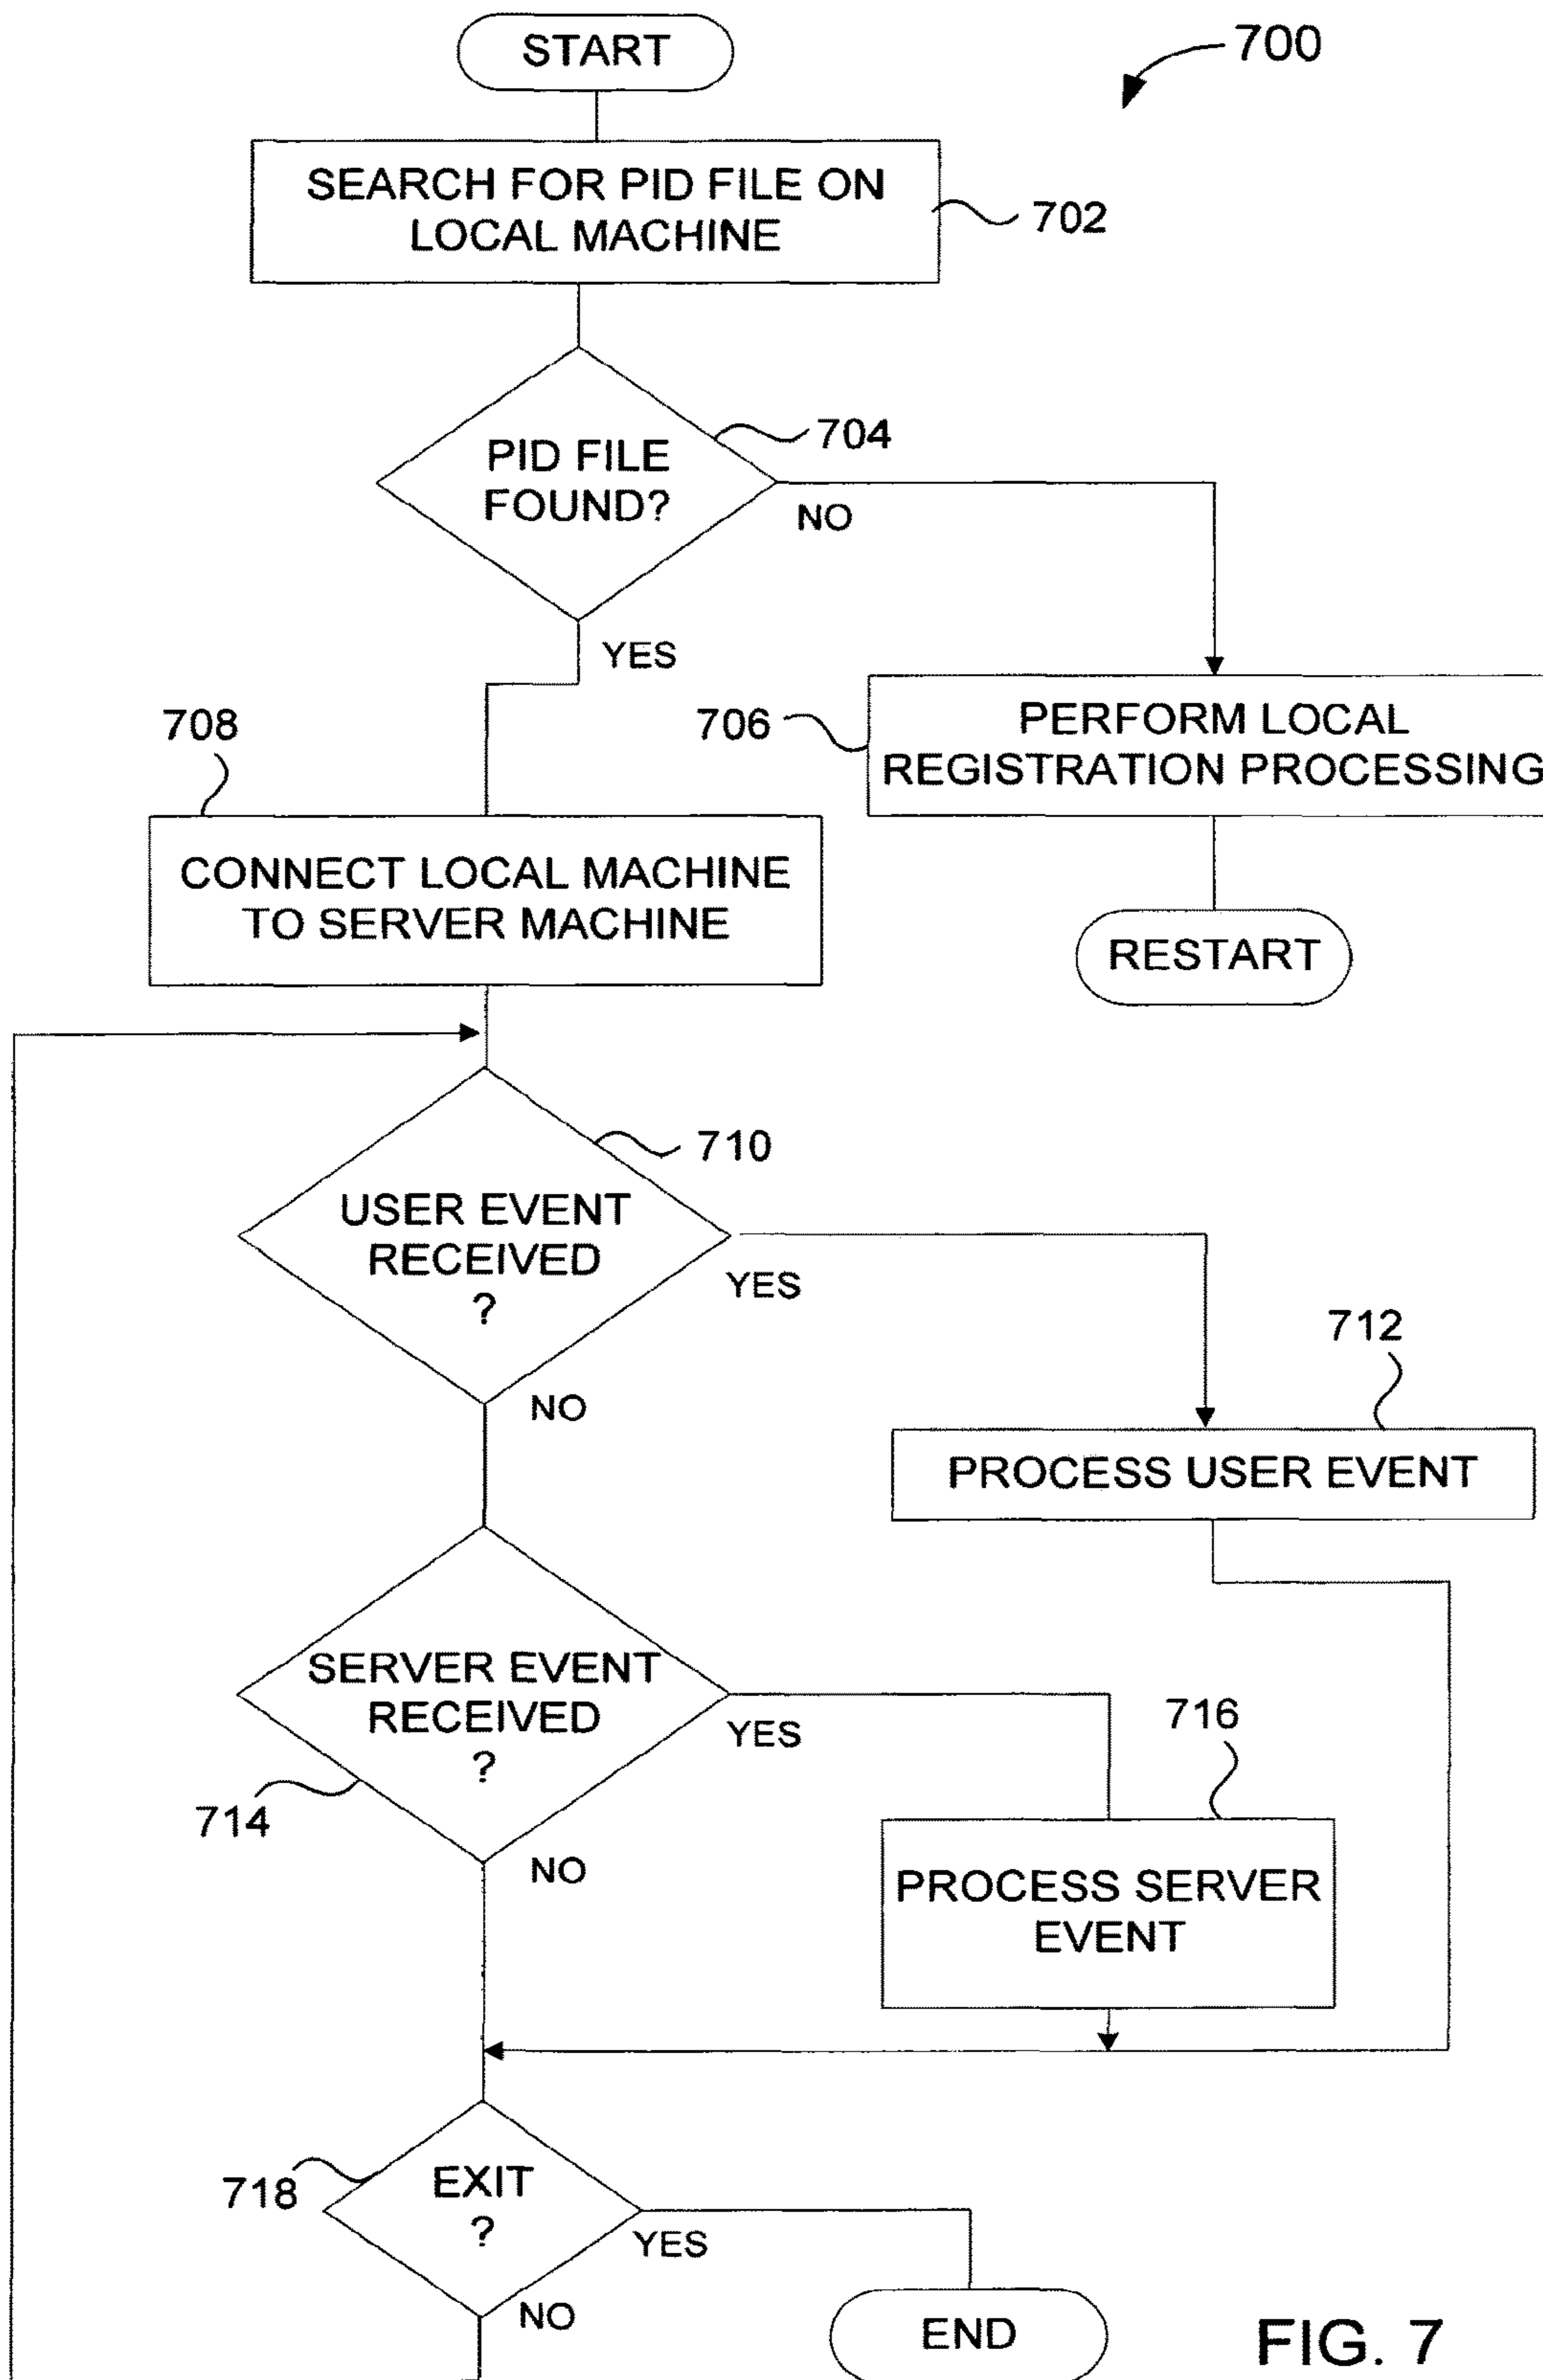 START
700
SEARCH FOR PID FILE ON
LOCAL MACHINE
702
704
PID FILE
FOUND?
NO
YES
708
706
PERFORM LOCAL
REGISTRATION PROCESSING
CONNECT LOCAL MACHINE
TO SERVER MACHINE
RESTART
710
USER EVENT
RECEIVED
?
YES
NO
712
PROCESS USER EVENT
SERVER EVENT
RECEIVED
?
YES
714
NO
716
PROCESS SERVER
EVENT
718
EXIT
?
YES
NO
END
FIG. 7